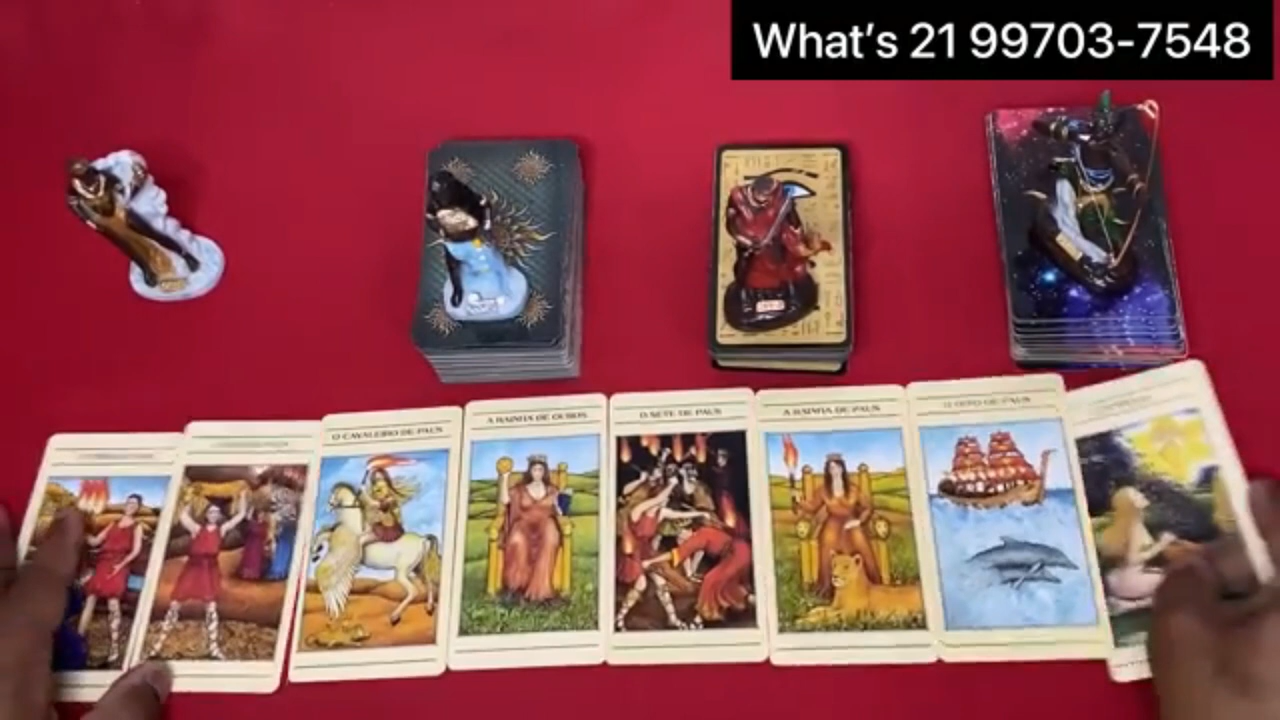 What's 21 99703-7548
O CAVALEIRO DE PAUS
A RAINHA DE OUROS
O SETE DE PAUS
A RAINHA DE PAUS
O OITO DE PAUS